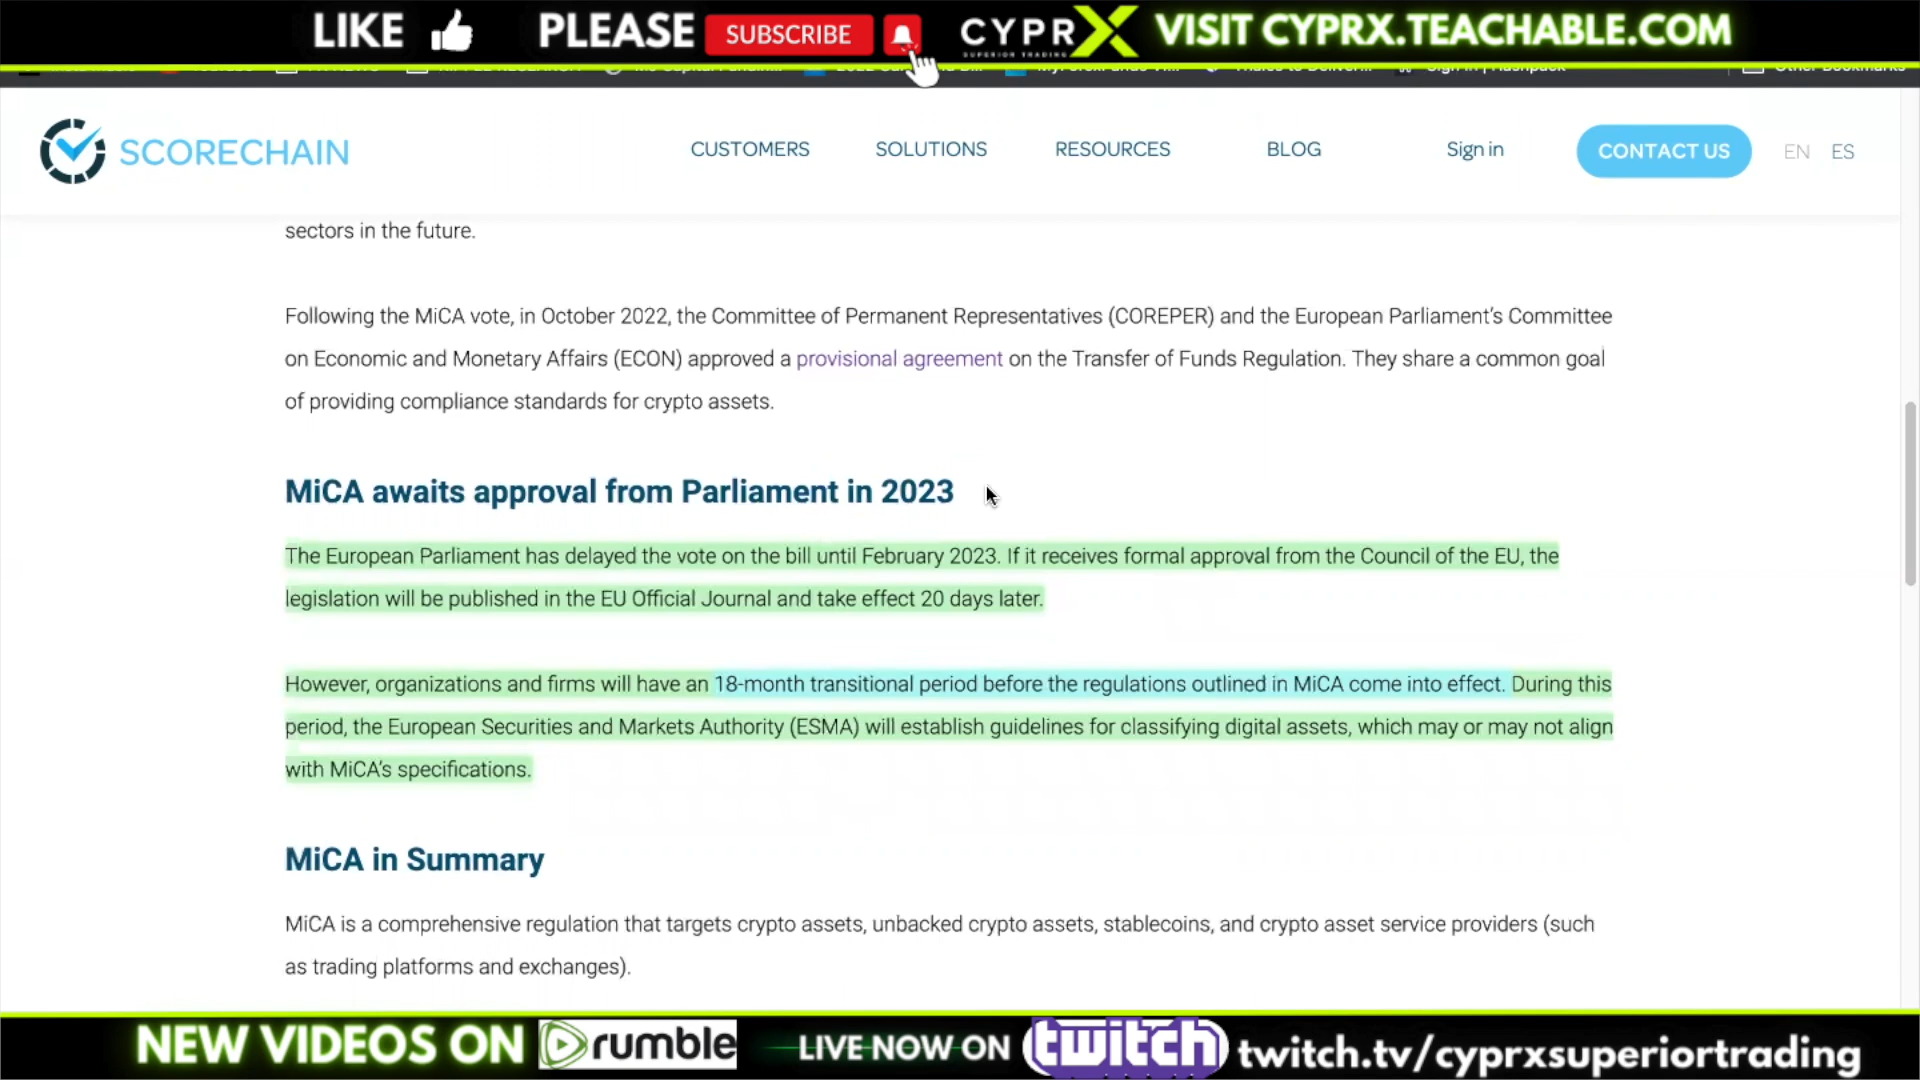 LIKE PLEASE SUBSCRIBE CYPRX VISIT CYPRX.TEACHABLE.COM
SUPERIOR TRADING
SCORECHAIN CUSTOMERS SOLUTIONS RESOURCES BLOG Sign in CONTACT US EN ES
sectors in the future.
Following the MiCA vote, in October 2022, the Committee of Permanent Representatives (COREPER) and the European Parliament's Committee
on Economic and Monetary Affairs (ECON) approved a provisional agreement on the Transfer of Funds Regulation. They share a common goal
of providing compliance standards for crypto assets.
MiCA awaits approval from Parliament in 2023
The European Parliament has delayed the vote on the bill until February 2023. If it receives formal approval from the Council of the EU, the
legislation will be published in the EU Official Journal and take effect 20 days later.
However, organizations and firms will have an 18-month transitional period before the regulations outlined in MiCA come into effect. During this
period, the European Securities and Markets Authority (ESMA) will establish guidelines for classifying digital assets, which may or may not align
with MiCA's specifications.
MiCA in Summary
MiCA is a comprehensive regulation that targets crypto assets, unbacked crypto assets, stablecoins, and crypto asset service providers (such
as trading platforms and exchanges).
NEW VIDEOS ON rumble LIVE NOW ON twitch twitch.tv/cyprxsuperiortrading